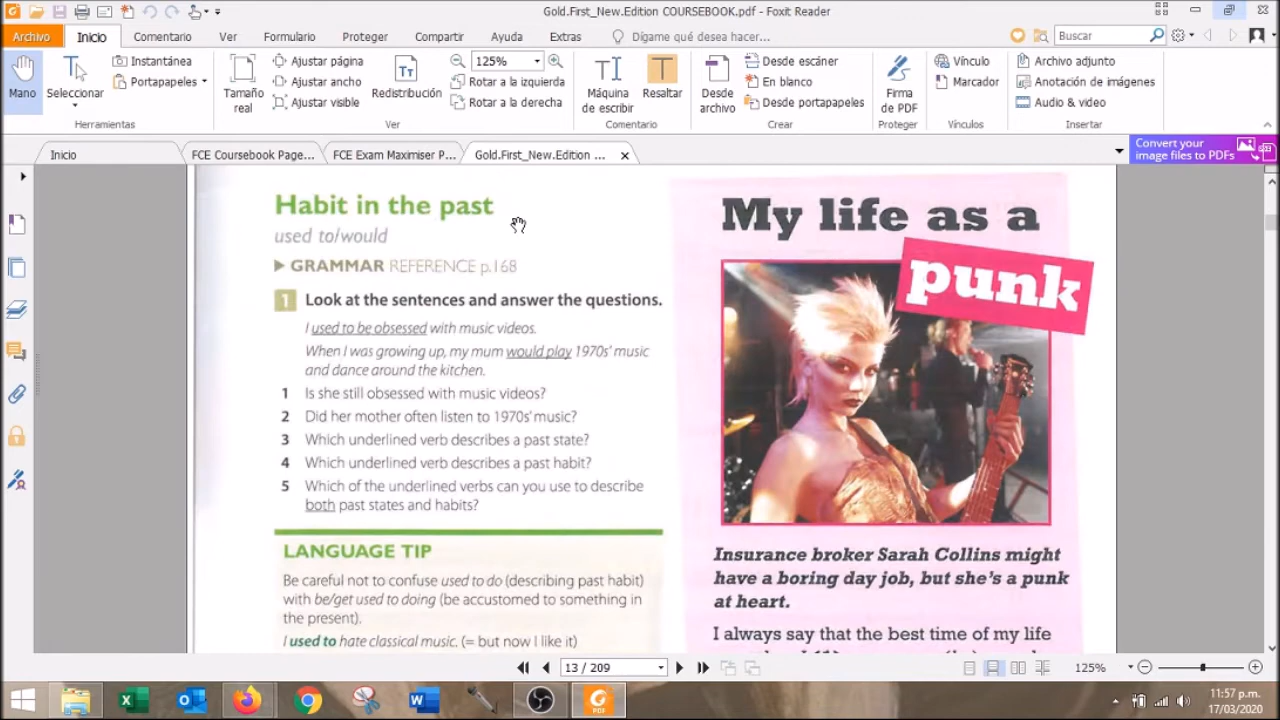 Gold.First_New.Edition COURSEBOOK.pdf - Foxit Reader
Archivo Inicio Comentario Ver Formulario Proteger Compartir Ayuda Extras Dígame qué desea hacer... Buscar
Mano
Seleccionar
Instantánea
Portapapeles
Herramientas
Tamaño real
Ajustar página
Ajustar ancho
Ajustar visible
Redistribución
125%
Rotar a la izquierda
Rotar a la derecha
Ver
Máquina de escribir
Resaltar
Comentario
Desde archivo
Desde escáner
En blanco
Desde portapapeles
Crear
Firma de PDF
Proteger
Vínculo
Marcador
Vínculos
Archivo adjunto
Anotación de imágenes
Audio & video
Insertar
Inicio
FCE Coursebook Page...
FCE Exam Maximiser P...
Gold.First_New.Edition ...
Convert your
image files to PDFs
PDF
Habit in the past
used to/would
GRAMMAR REFERENCE p.168
1 Look at the sentences and answer the questions.
I used to be obsessed with music videos.
When I was growing up, my mum would play 1970s' music
and dance around the kitchen.
1 Is she still obsessed with music videos?
2 Did her mother often listen to 1970s' music?
3 Which underlined verb describes a past state?
4 Which underlined verb describes a past habit?
5 Which of the underlined verbs can you use to describe
both past states and habits?
LANGUAGE TIP
Be careful not to confuse used to do (describing past habit)
with be/get used to doing (be accustomed to something in
the present).
I used to hate classical music. (= but now I like it)
My life as a
punk
Insurance broker Sarah Collins might
have a boring day job, but she's a punk
at heart.
I always say that the best time of my life
13 / 209
125%
11:57 p.m.
17/03/2020